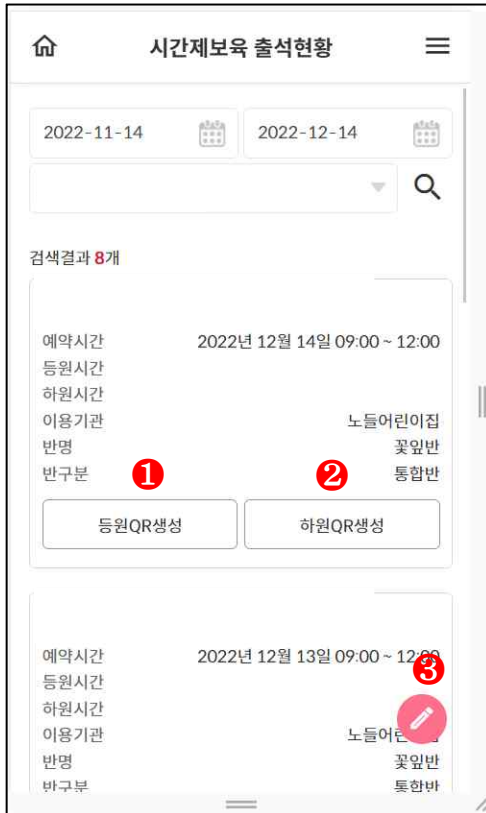 시간제보육 출석현황
2022-11-14 2022-12-14
검색결과 8개
예약시간 2022년 12월 14일 09:00 ~ 12:00
등원시간
하원시간
이용기관 노들어린이집
반명 꽃잎반
반구분 통합반
❶ ❷
등원QR생성 하원QR생성
예약시간 2022년 12월 13일 09:00 ~ 12:00
❸
등원시간
하원시간
이용기관
반명 꽃잎반
반구분 통합반